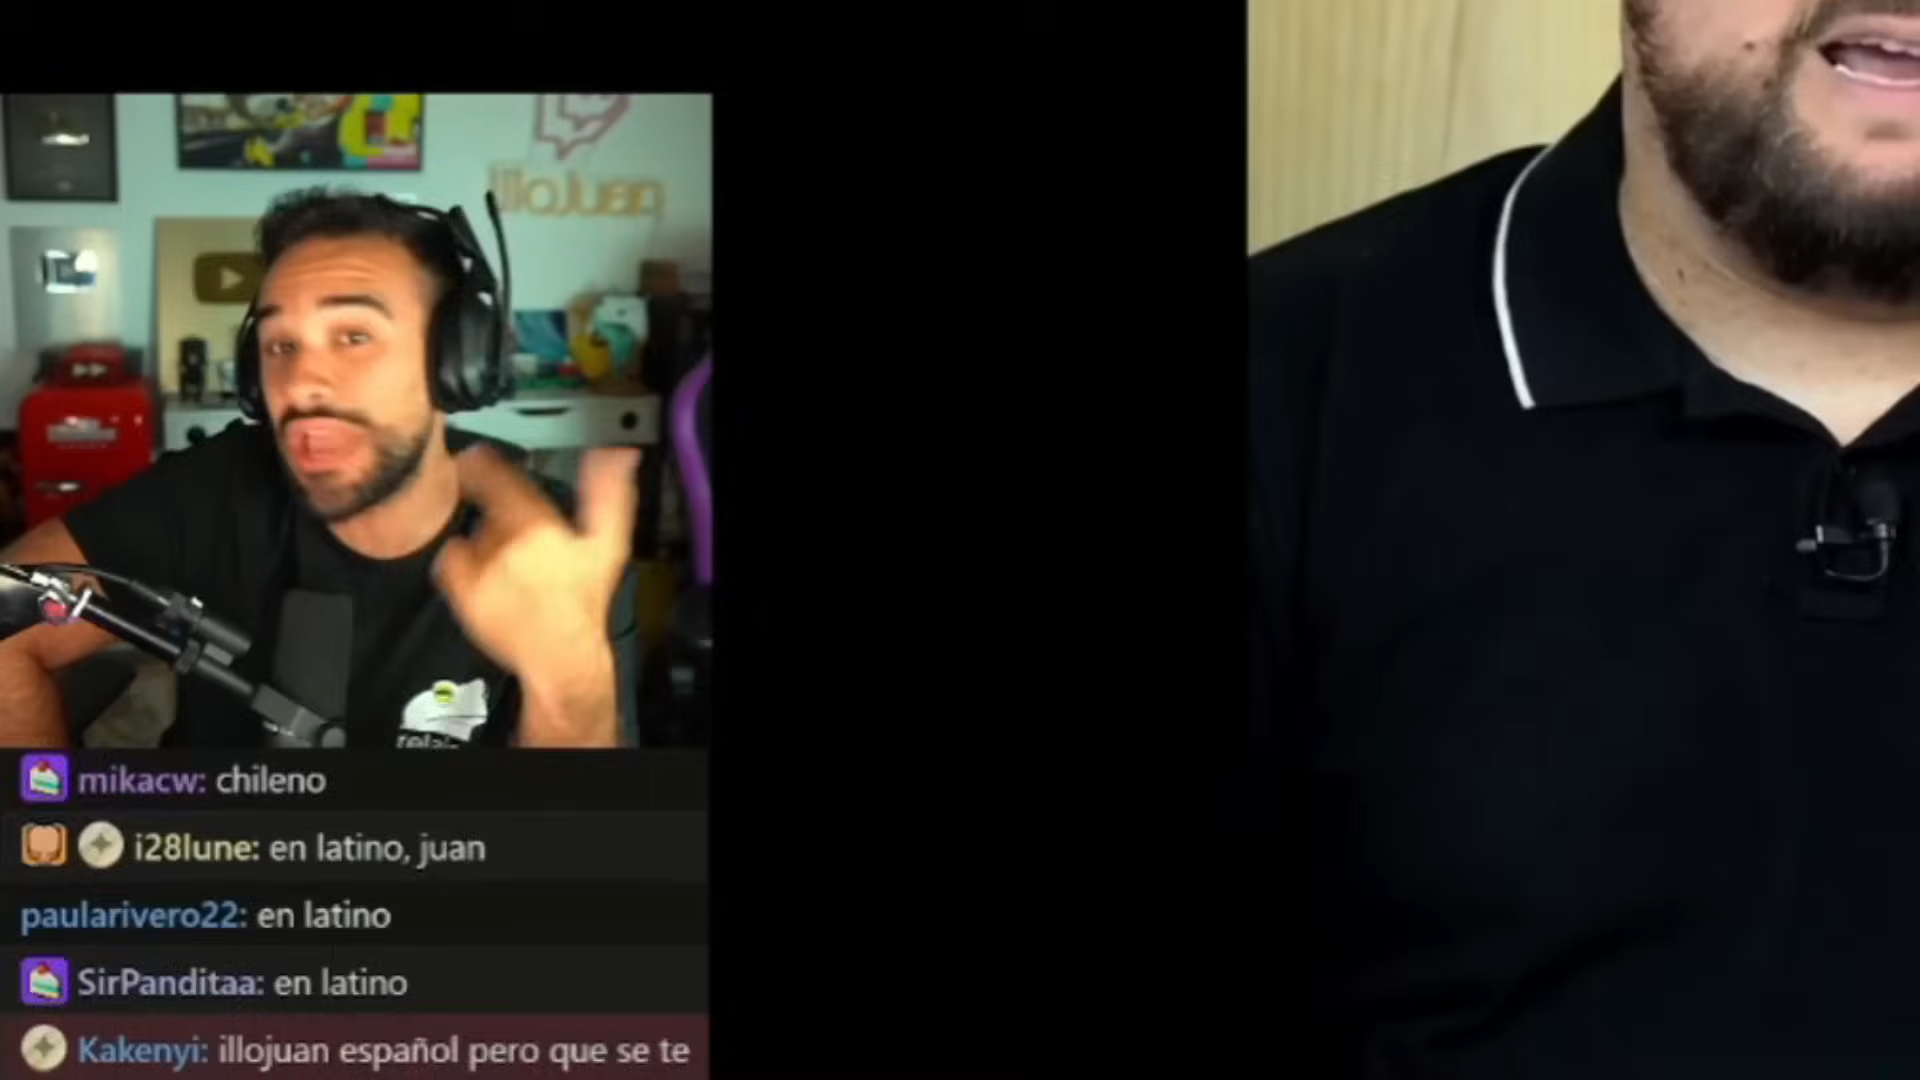 illoJuan
mikacw: chileno
i28lune: en latino, juan
paularivero22: en latino
SirPanditaa: en latino
Kakenyi: illojuan español pero que se te